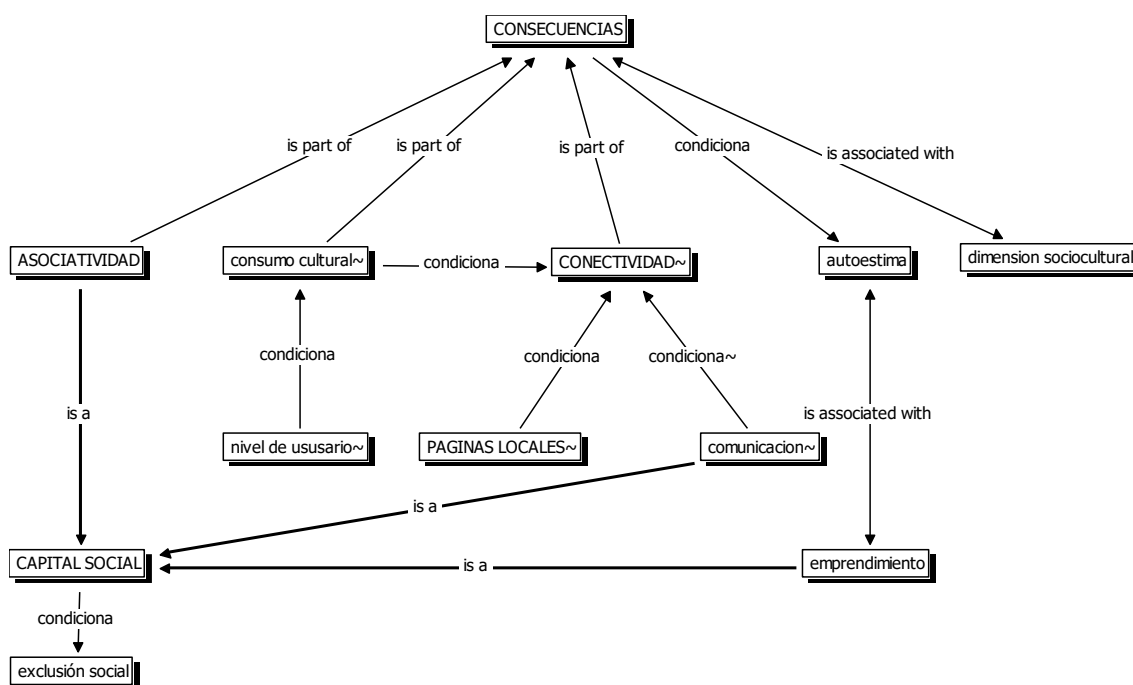 CONSECUENCIAS
is part of
is part of
is part of
condiciona
is associated with
ASOCIATIVIDAD
consumo cultural~
condiciona
CONECTIVIDAD~
autoestima
dimension sociocultural
condiciona
condiciona
condiciona~
is a
is associated with
nivel de ususario~
PAGINAS LOCALES~
comunicacion~
is a
CAPITAL SOCIAL
is a
emprendimiento
condiciona
exclusión social